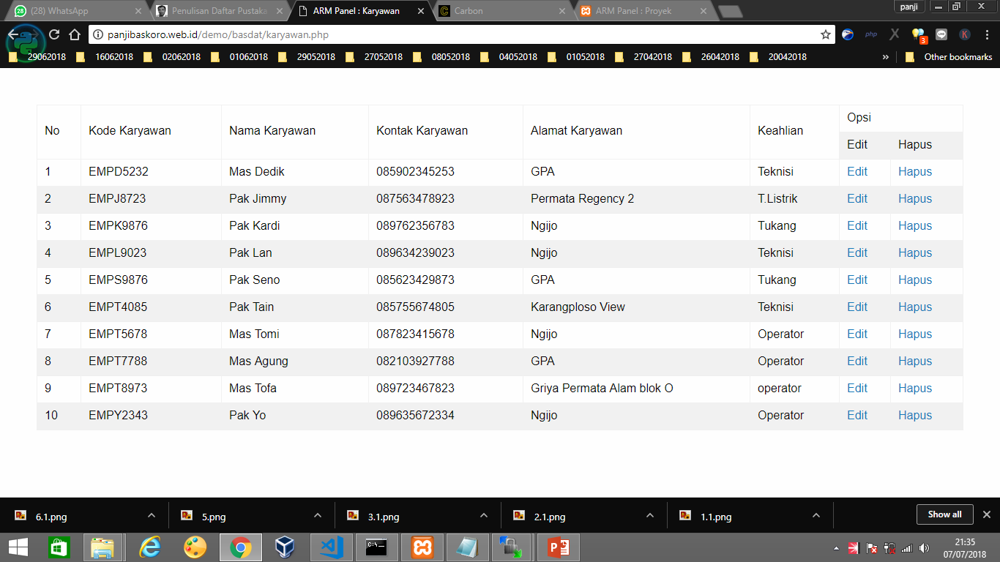 (28) WhatsApp
Penulisan Daftar Pustaka
ARM Panel : Karyawan
Carbon
ARM Panel : Proyek
panji
panjibaskoro.web.id/demo/basdat/karyawan.php
php
3
K
29062018 16062018 02062018 01062018 29052018 27052018 08052018 04052018 01052018 27042018 26042018 20042018 » Other bookmarks
No Kode Karyawan Nama Karyawan Kontak Karyawan Alamat Karyawan Keahlian Opsi
Edit Hapus
1 EMPD5232 Mas Dedik 085902345253 GPA Teknisi Edit Hapus
2 EMPJ8723 Pak Jimmy 087563478923 Permata Regency 2 T.Listrik Edit Hapus
3 EMPK9876 Pak Kardi 089762356783 Ngijo Tukang Edit Hapus
4 EMPL9023 Pak Lan 089634239023 Ngijo Teknisi Edit Hapus
5 EMPS9876 Pak Seno 085623429873 GPA Tukang Edit Hapus
6 EMPT4085 Pak Tain 085755674805 Karangploso View Teknisi Edit Hapus
7 EMPT5678 Mas Tomi 087823415678 Ngijo Operator Edit Hapus
8 EMPT7788 Mas Agung 082103927788 GPA Operator Edit Hapus
9 EMPT8973 Mas Tofa 089723467823 Griya Permata Alam blok O operator Edit Hapus
10 EMPY2343 Pak Yo 089635672334 Ngijo Operator Edit Hapus
6.1.png 5.png 3.1.png 2.1.png 1.1.png Show all
21:35
07/07/2018